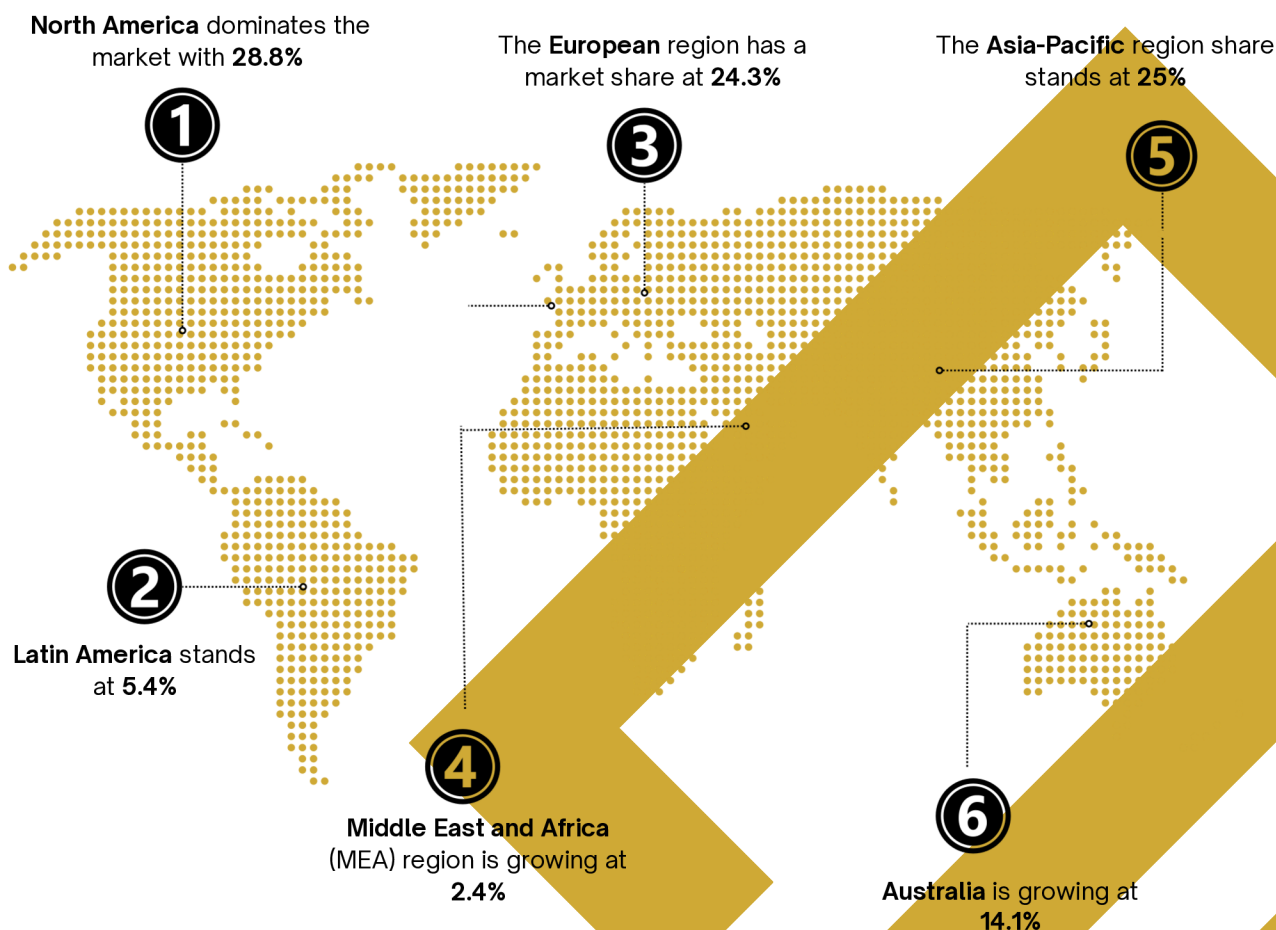 North America dominates the
market with 28.8%
1
The European region has a
market share at 24.3%
3
The Asia-Pacific region share
stands at 25%
5
2
Latin America stands
at 5.4%
4
Middle East and Africa
(MEA) region is growing at
2.4%
6
Australia is growing at
14.1%